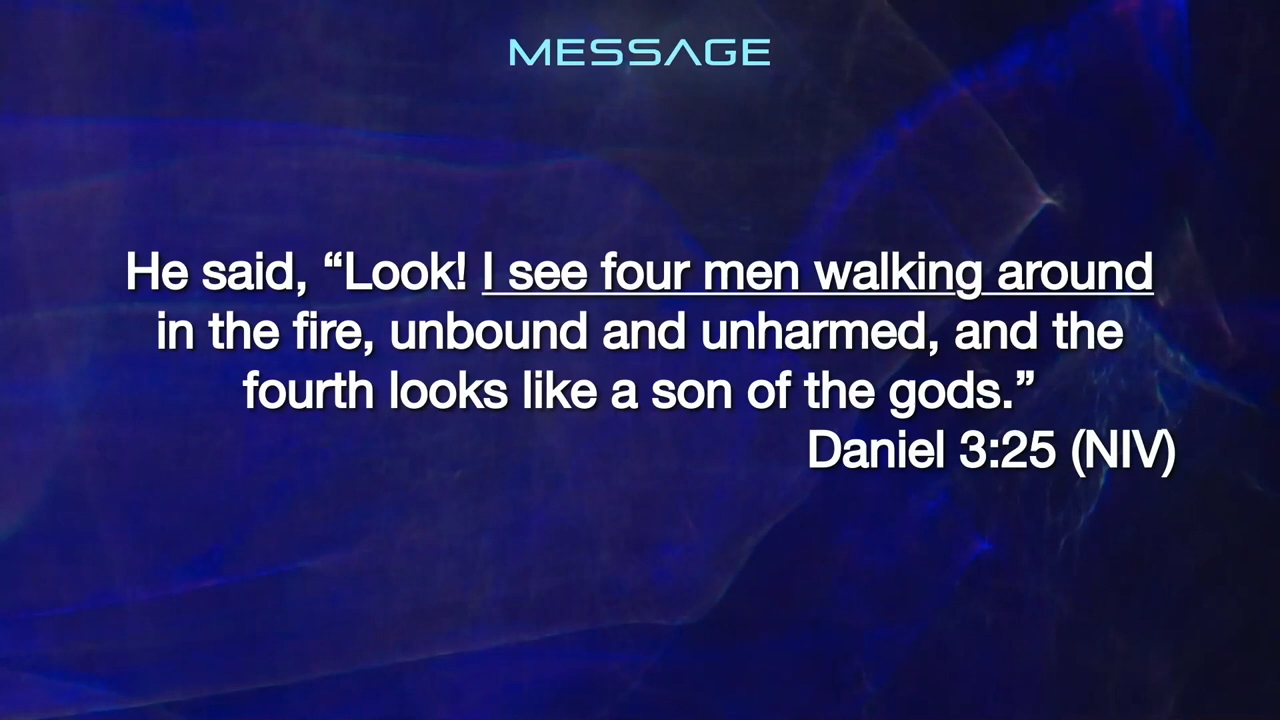 MESSAGE
He said, “Look! I see four men walking around
in the fire, unbound and unharmed, and the
fourth looks like a son of the gods.”
Daniel 3:25 (NIV)